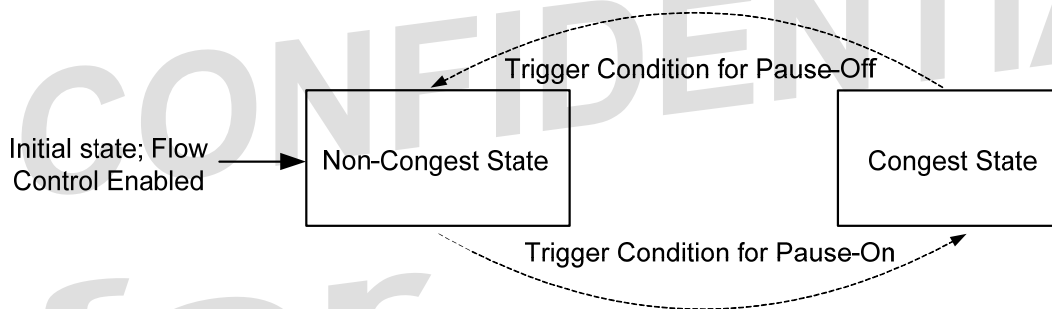 CONFIDENTIA
Trigger Condition for Pause-Off
Initial state; Flow
Control Enabled
Non-Congest State
Congest State
Trigger Condition for Pause-On
for